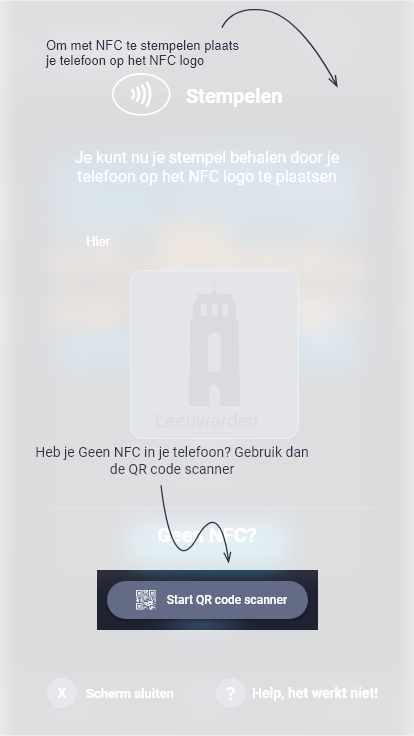 Om met NFC te stempelen plaats
je telefoon op het NFC logo
Stempelen
Je kunt nu je stempel behalen door je
telefoon op het NFC logo te plaatsen
Hier
Leeuwarden
Heb je Geen NFC in je telefoon? Gebruik dan
de QR code scanner
Geen NFC?
Start QR code scanner
X Scherm sluiten
? Help, het werkt niet!